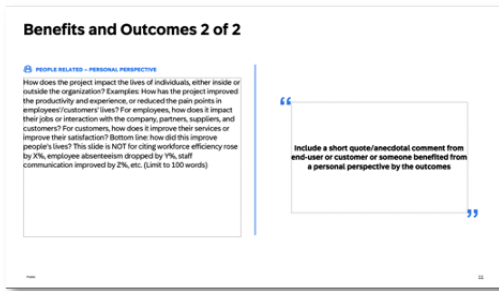 Benefits and Outcomes 2 of 2
PEOPLE RELATED – PERSONAL PERSPECTIVE
How does the project impact the lives of individuals, either inside or
outside the organization? Examples: How has the project improved
the productivity and experience, or reduced the pain points in
employees'/customers' lives? For employees, how does it impact
their jobs or interaction with the company, partners, suppliers, and
customers? For customers, how does it improve their services or
improve their satisfaction? Bottom line: how did this improve
people's lives? This slide is NOT for citing workforce efficiency rose
by X%, employee absenteeism dropped by Y%, staff
communication improved by Z%, etc. (Limit to 100 words)
“
Include a short quote/anecdotal comment from
end-user or customer or someone benefited from
a personal perspective by the outcomes
”
Public